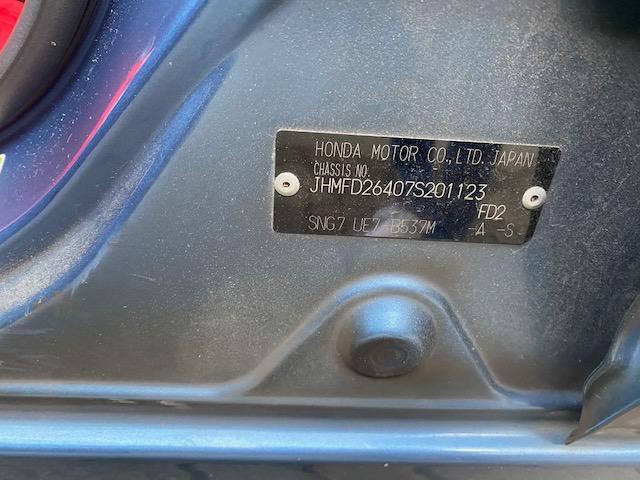 HONDA MOTOR CO., LTD. JAPAN
CHASSIS NO.
JHMFD26407S201123
FD2
SNG7 UE7 B537M -A -S